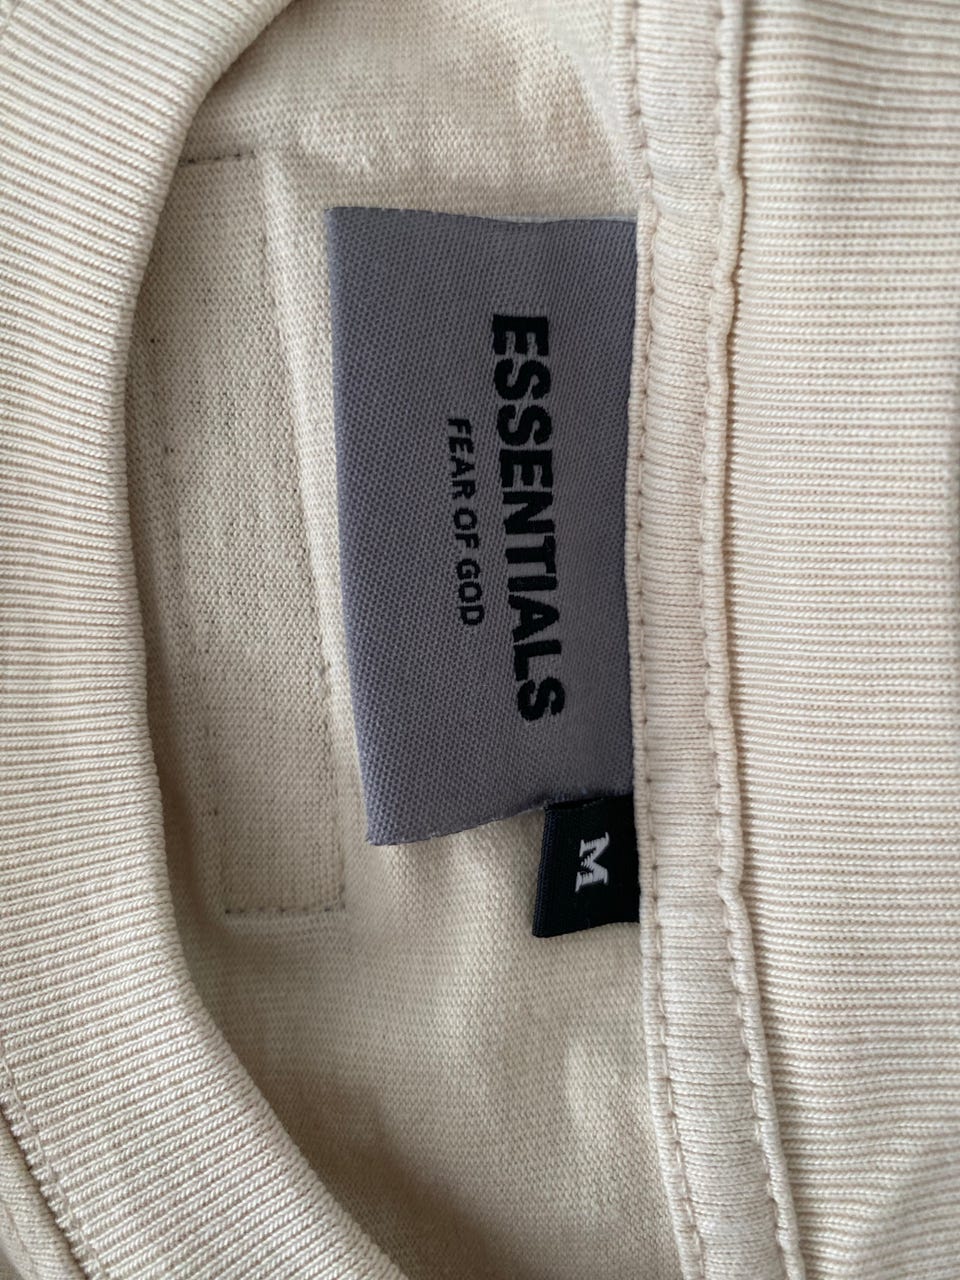 ESSENTIALS
FEAR OF GOD
M